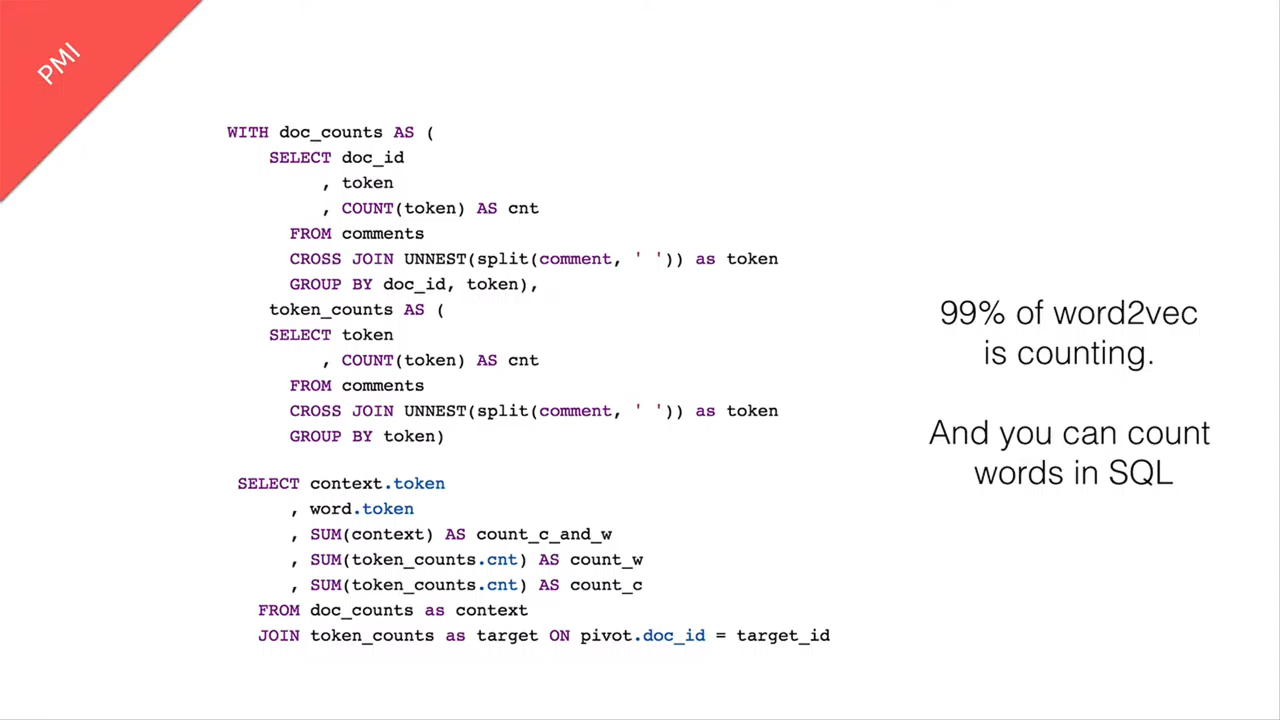 PMI
WITH doc_counts AS (
SELECT doc_id
, token
, COUNT(token) AS cnt
FROM comments
CROSS JOIN UNNEST(split(comment, ' ')) as token
GROUP BY doc_id, token),
token_counts AS (
SELECT token
, COUNT(token) AS cnt
FROM comments
CROSS JOIN UNNEST(split(comment, ' ')) as token
GROUP BY token)
SELECT context.token
, word.token
, SUM(context) AS count_c_and_w
, SUM(token_counts.cnt) AS count_w
, SUM(token_counts.cnt) AS count_c
FROM doc_counts as context
JOIN token_counts as target ON pivot.doc_id = target_id
99% of word2vec
is counting.
And you can count
words in SQL